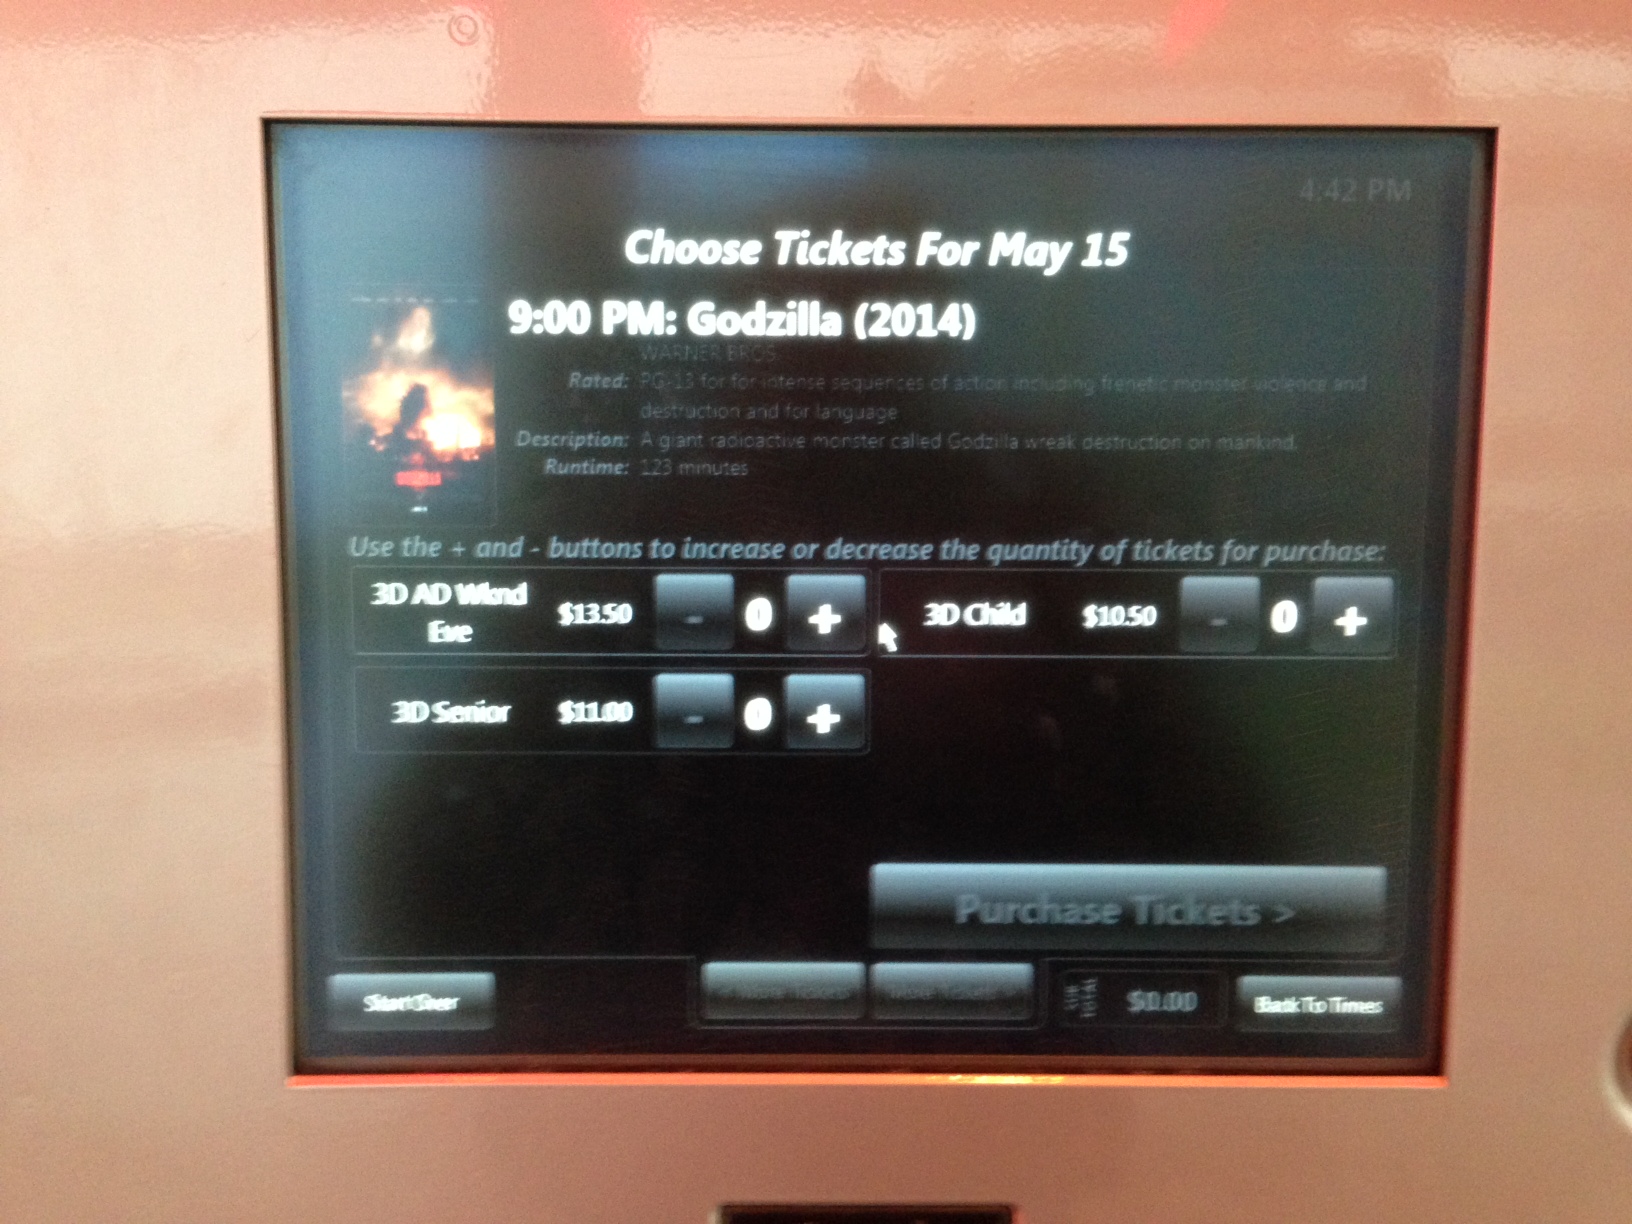 4:42 PM
Choose Tickets For May 15
9:00 PM: Godzilla (2014)
WARNER BROS.
Rated: PG-13 for for intense sequences of action including frenetic monster violence and
destruction and for language
Description: A giant radioactive monster called Godzilla wreak destruction on mankind.
Runtime: 123 minutes
GODZILLA
Use the + and - buttons to increase or decrease the quantity of tickets for purchase:
3D AD Wknd
Eve
$13.50 - 0 +
3D Child $10.50 - 0 +
3D Senior $11.00 - 0 +
Purchase Tickets >
Start Over
SUB
TOTAL
$0.00
Back To Times